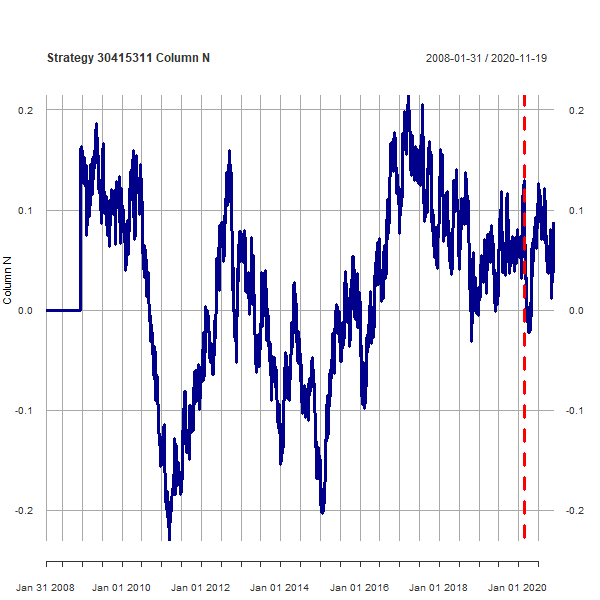 Strategy 30415311 Column N 2008-01-31 / 2020-11-19
0.2 0.2
0.1 0.1
0.0 0.0
-0.1 -0.1
-0.2 -0.2
Column N
Jan 31 2008 Jan 01 2010 Jan 01 2012 Jan 01 2014 Jan 01 2016 Jan 01 2018 Jan 01 2020